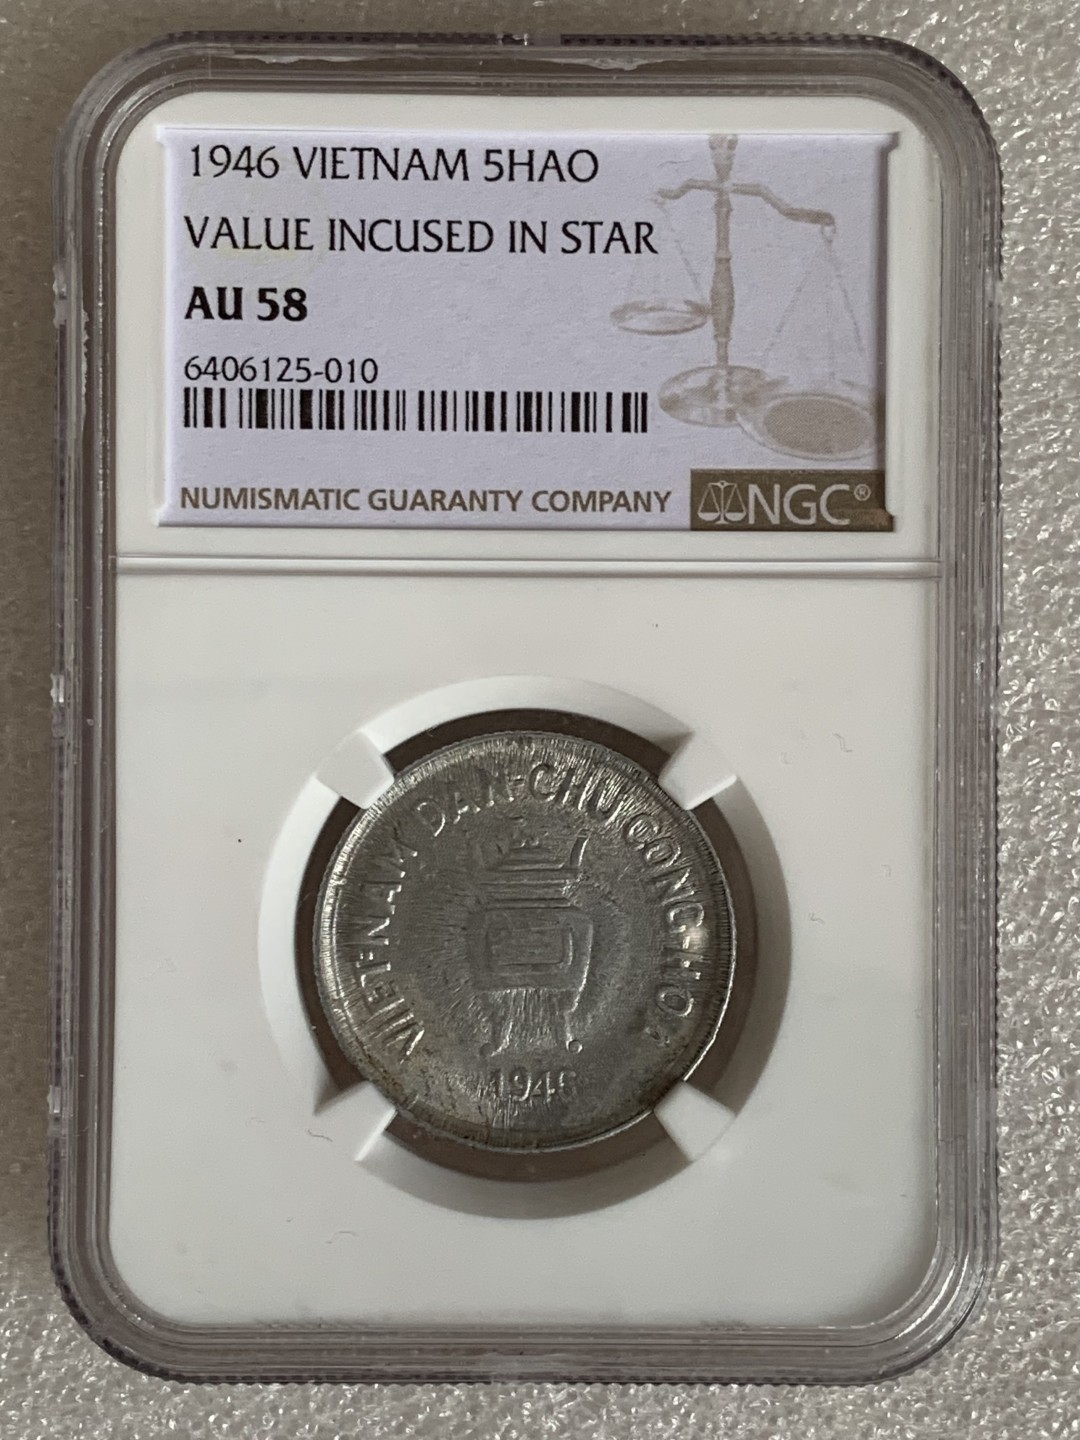 1946 VIETNAM 5HAO
VALUE INCUSED IN STAR
AU 58
6406125-010
NUMISMATIC GUARANTY COMPANY
NGC®
VIETNAM DAN-CHU CONG-HOA
1946